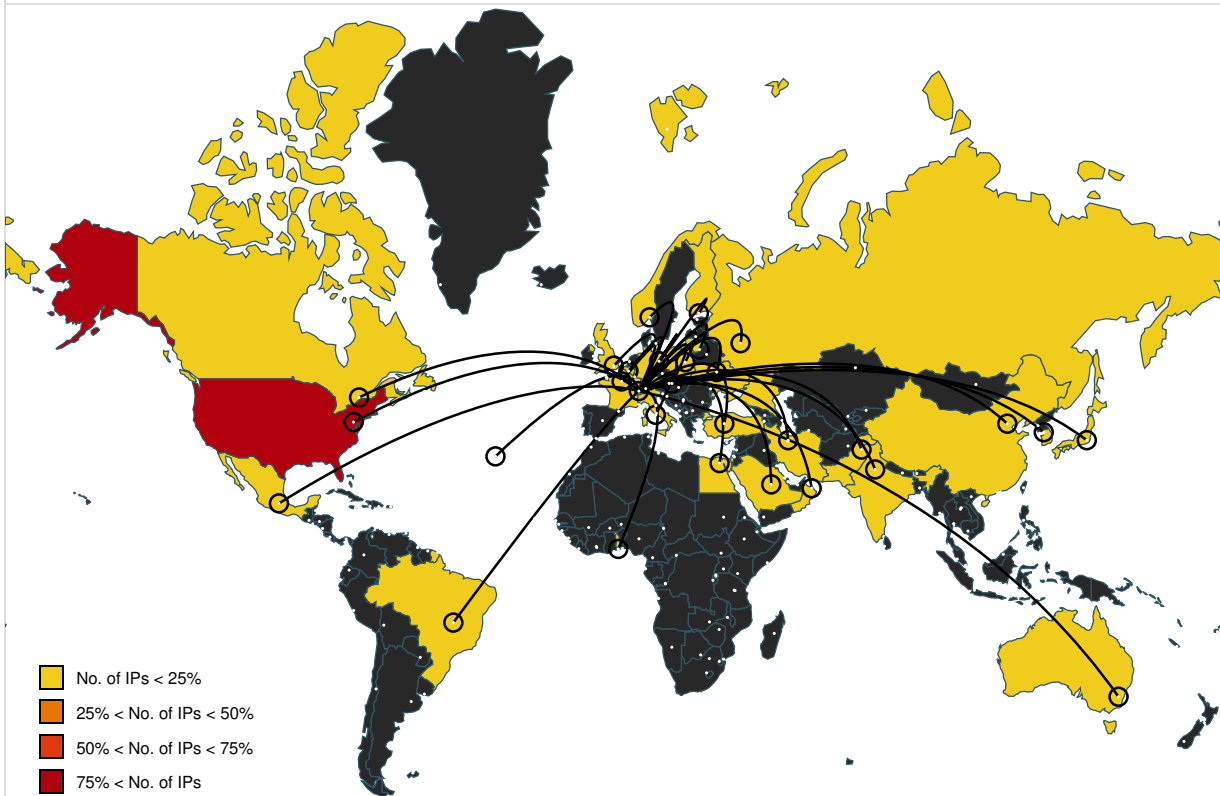 No. of IPs < 25%
25% < No. of IPs < 50%
50% < No. of IPs < 75%
75% < No. of IPs